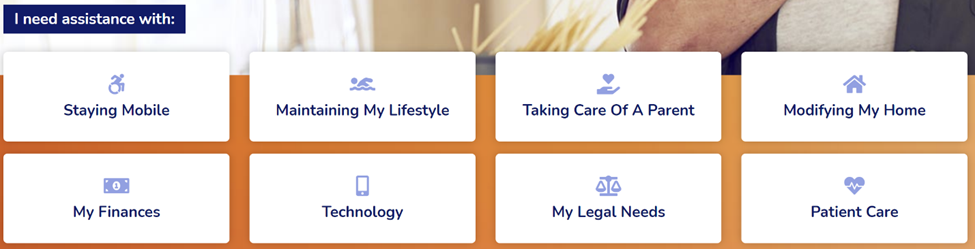 I need assistance with:
Staying Mobile
Maintaining My Lifestyle
Taking Care Of A Parent
Modifying My Home
My Finances
Technology
My Legal Needs
Patient Care